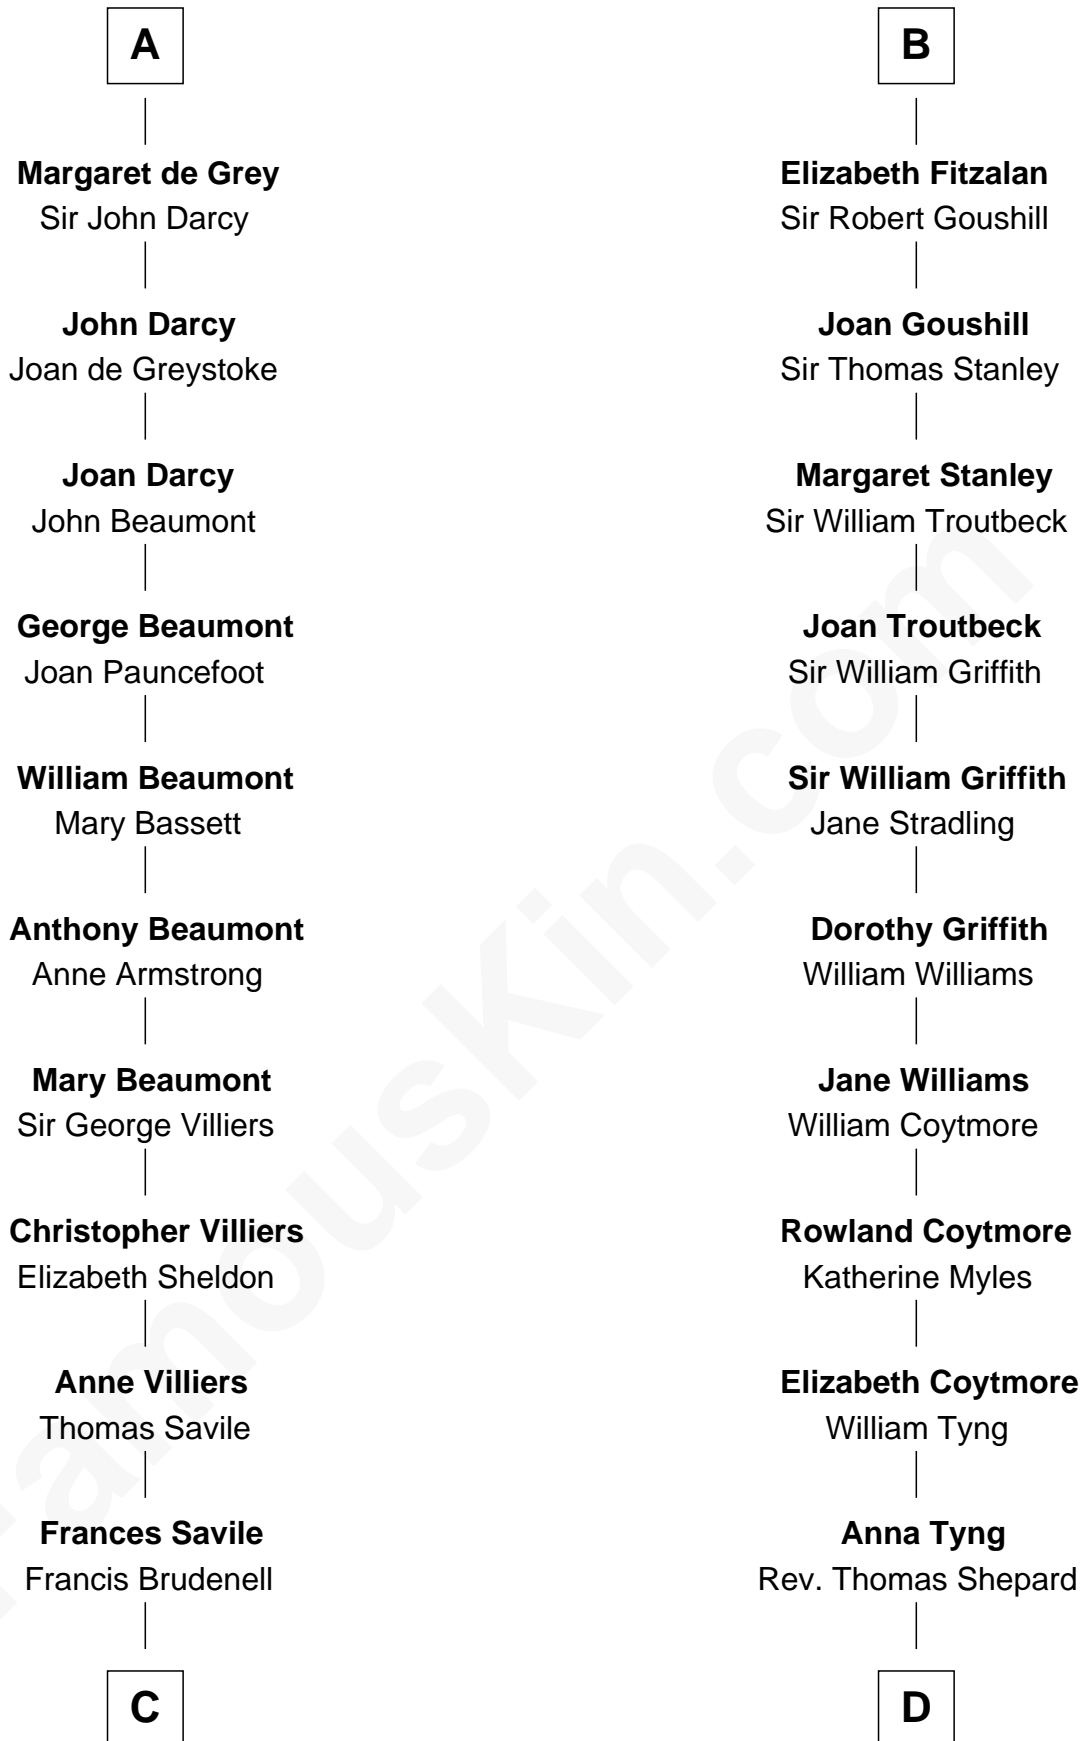 A
Margaret de Grey
Sir John Darcy
John Darcy
Joan de Greystoke
Joan Darcy
John Beaumont
George Beaumont
Joan Pauncefoot
William Beaumont
Mary Bassett
Anthony Beaumont
Anne Armstrong
Mary Beaumont
Sir George Villiers
Christopher Villiers
Elizabeth Sheldon
Anne Villiers
Thomas Savile
Frances Savile
Francis Brudenell
C
B
Elizabeth Fitzalan
Sir Robert Goushill
Joan Goushill
Sir Thomas Stanley
Margaret Stanley
Sir William Troutbeck
Joan Troutbeck
Sir William Griffith
Sir William Griffith
Jane Stradling
Dorothy Griffith
William Williams
Jane Williams
William Coytmore
Rowland Coytmore
Katherine Myles
Elizabeth Coytmore
William Tyng
Anna Tyng
Rev. Thomas Shepard
D
FamousKin.com